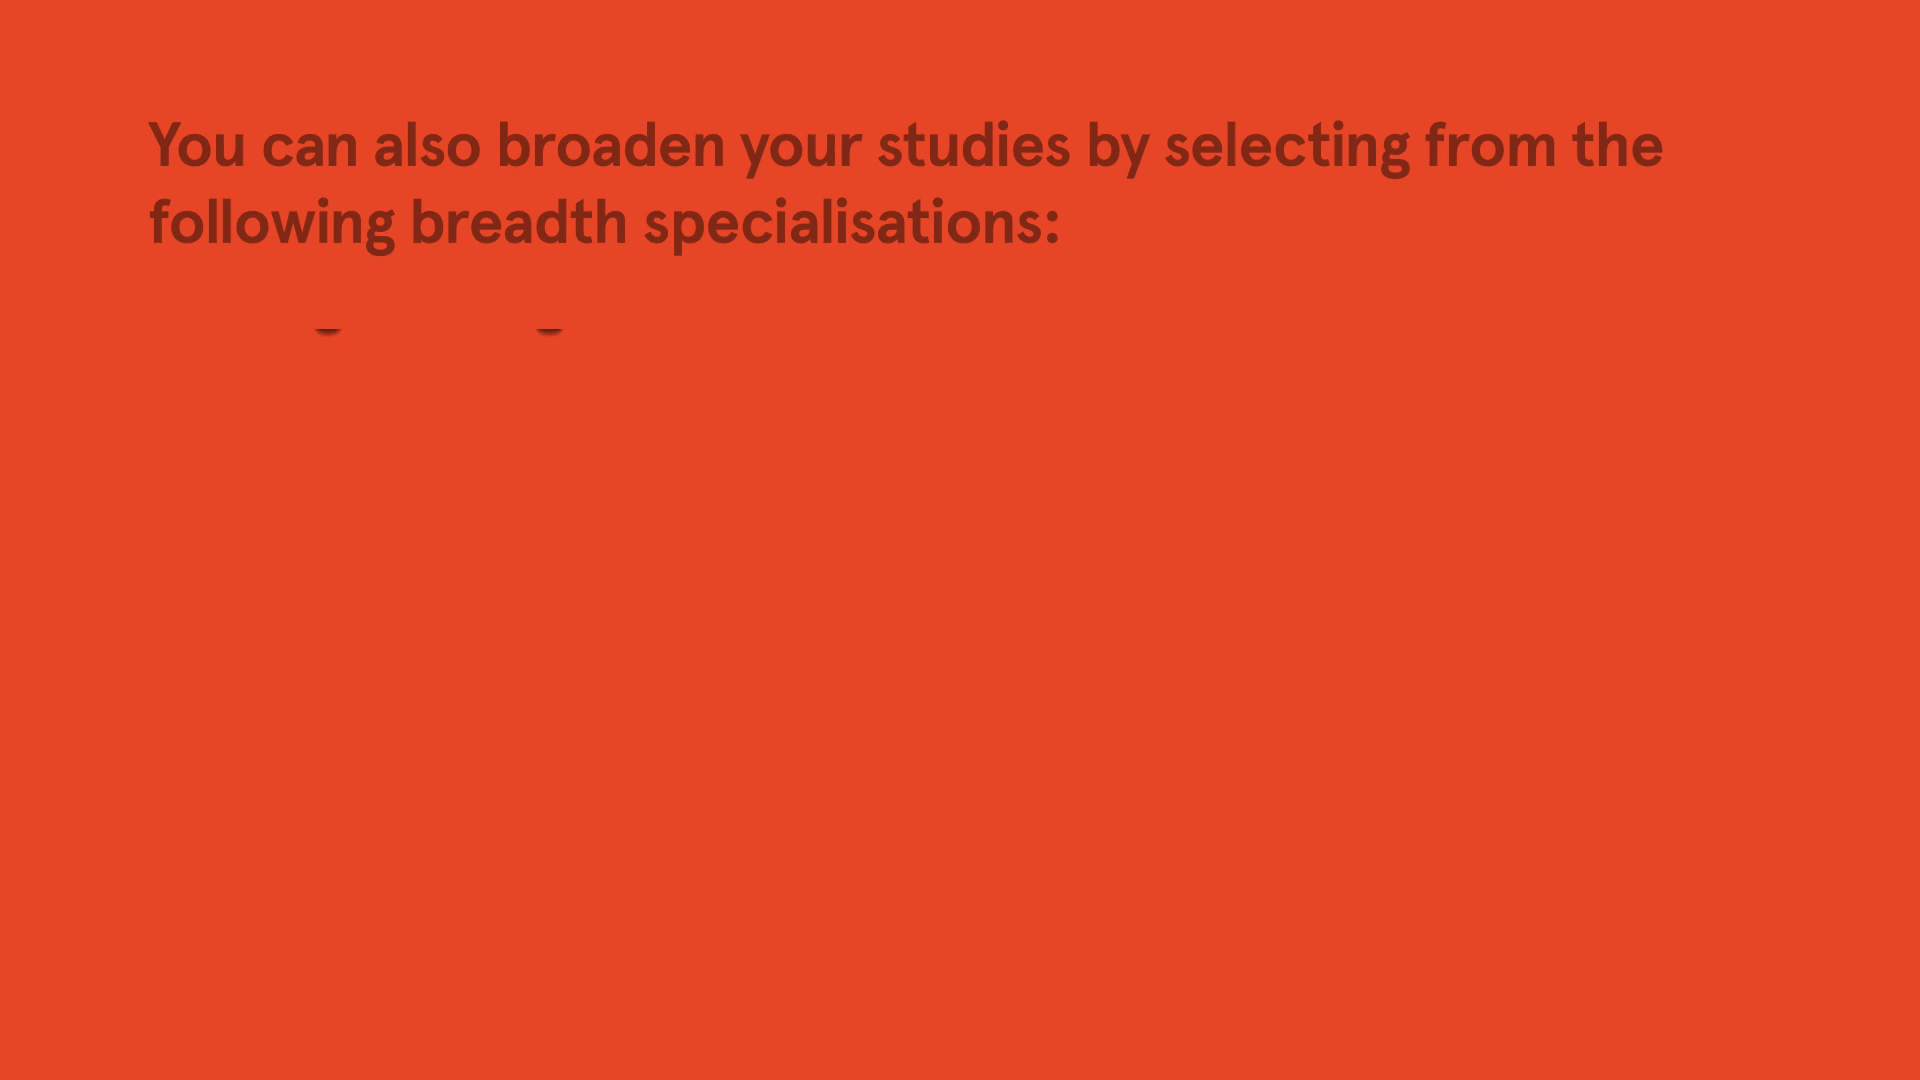 You can also broaden your studies by selecting from the
following breadth specialisations: